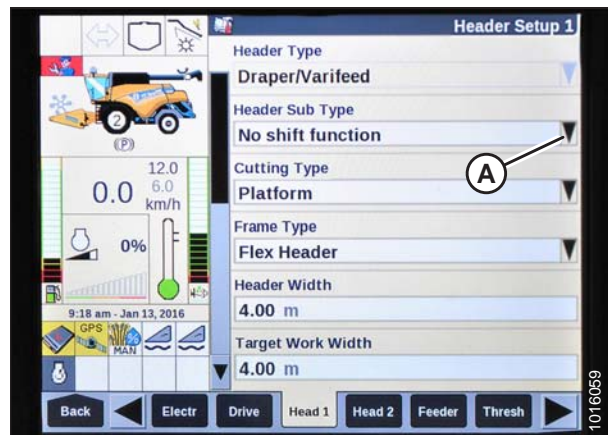 Header Setup 1
Header Type
Draper/Varifeed
Header Sub Type
No shift function
A
Cutting Type
Platform
Frame Type
Flex Header
Header Width
4.00 m
Target Work Width
4.00 m
2
(P)
12.0
0.0 6.0
km/h
0%
9:18 am - Jan 13, 2016
GPS
%
MAN
Back
Electr
Drive
Head 1
Head 2
Feeder
Thresh
1016059